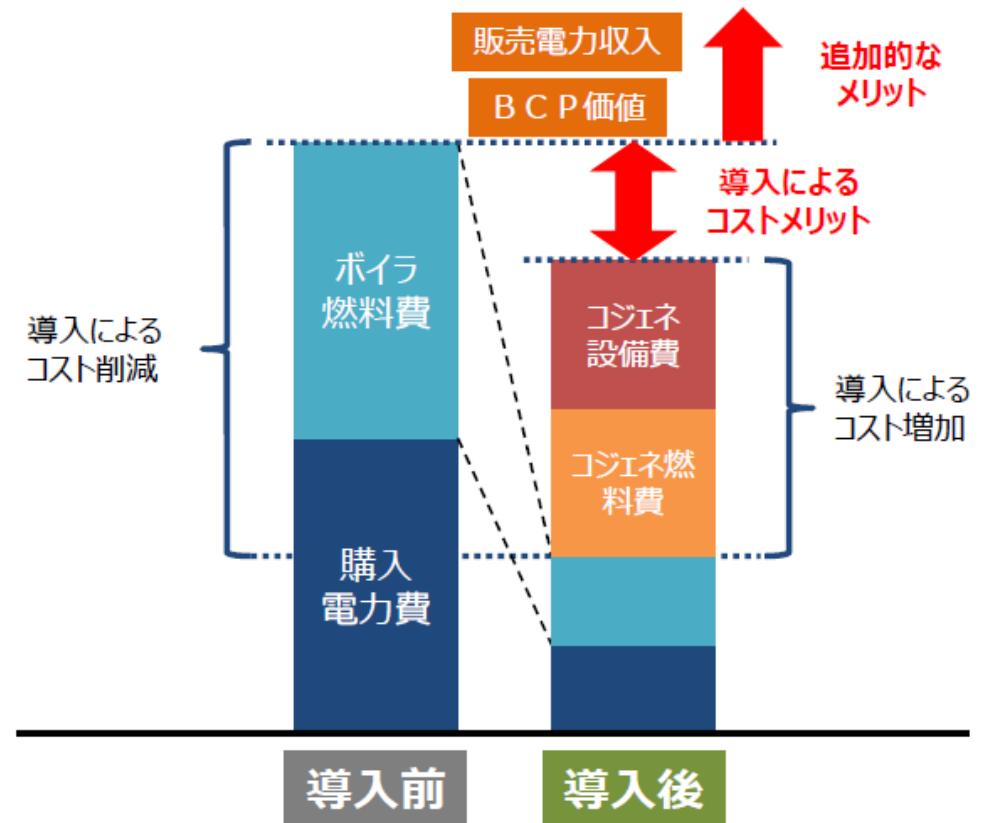 販売電力収入
ＢＣＰ価値
追加的な
メリット
導入による
コストメリット
ボイラ
燃料費
導入による
コスト削減
コジェネ
設備費
導入による
コスト増加
コジェネ燃
料費
購入
電力費
導入前
導入後